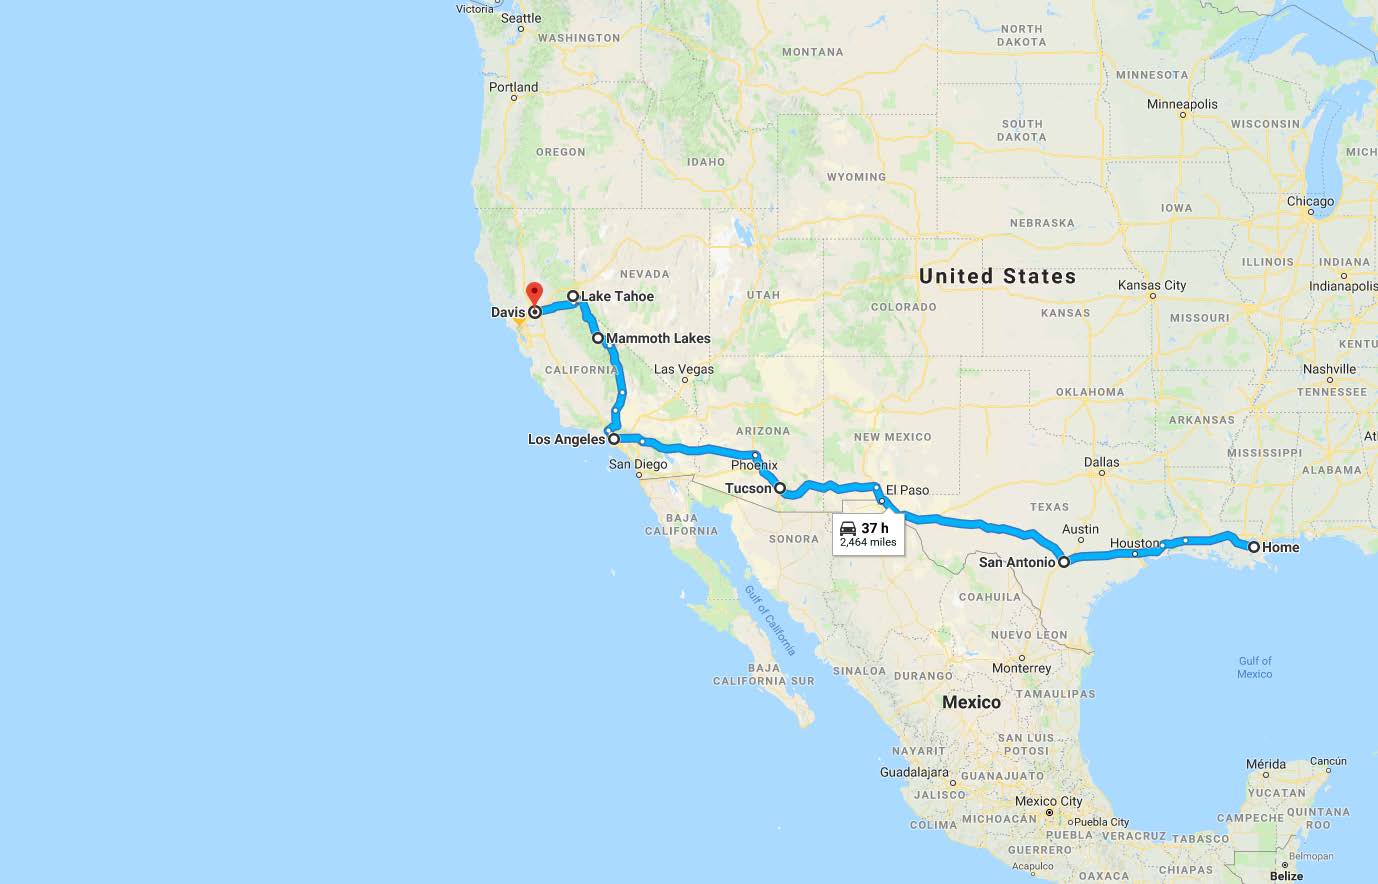 Victoria
Seattle
WASHINGTON
NORTH
DAKOTA
MONTANA
MINNESOTA
Portland
Minneapolis
WISCONSIN
SOUTH
DAKOTA
MICH
OREGON
IDAHO
WYOMING
Chicago
IOWA
NEBRASKA
ILLINOIS
INDIANA
NEVADA
United States
Indianapolis
Kansas City
UTAH
Lake Tahoe
COLORADO
Davis
KANSAS
MISSOURI
Mammoth Lakes
KENTU
CALIFORNIA
Las Vegas
Nashville
OKLAHOMA
TENNESSEE
ARKANSAS
ARIZONA
NEW MEXICO
Los Angeles
Atl
MISSISSIPPI
San Diego
Phoenix
Dallas
ALABAMA
Tucson
El Paso
TEXAS
BAJA
CALIFORNIA
37 h
2,464 miles
SONORA
Austin
Houston
Home
San Antonio
COAHUILA
Gulf of California
NUEVO LEON
Monterrey
SINALOA
DURANGO
BAJA
CALIFORNIA SUR
Gulf of
Mexico
Mexico
TAMAULIPAS
SAN LUIS
POTOSI
NAYARIT
Guadalajara
GUANAJUATO
JALISCO
Mérida
Cancún
YUCATAN
Mexico City
QUINTANA
ROO
CAMPECHE
COLIMA
MICHOACÁN
Puebla City
PUEBLA
VERACRUZ
TABASCO
GUERRERO
Acapulco
OAXACA
CHIAPAS
Belmopan
Belize